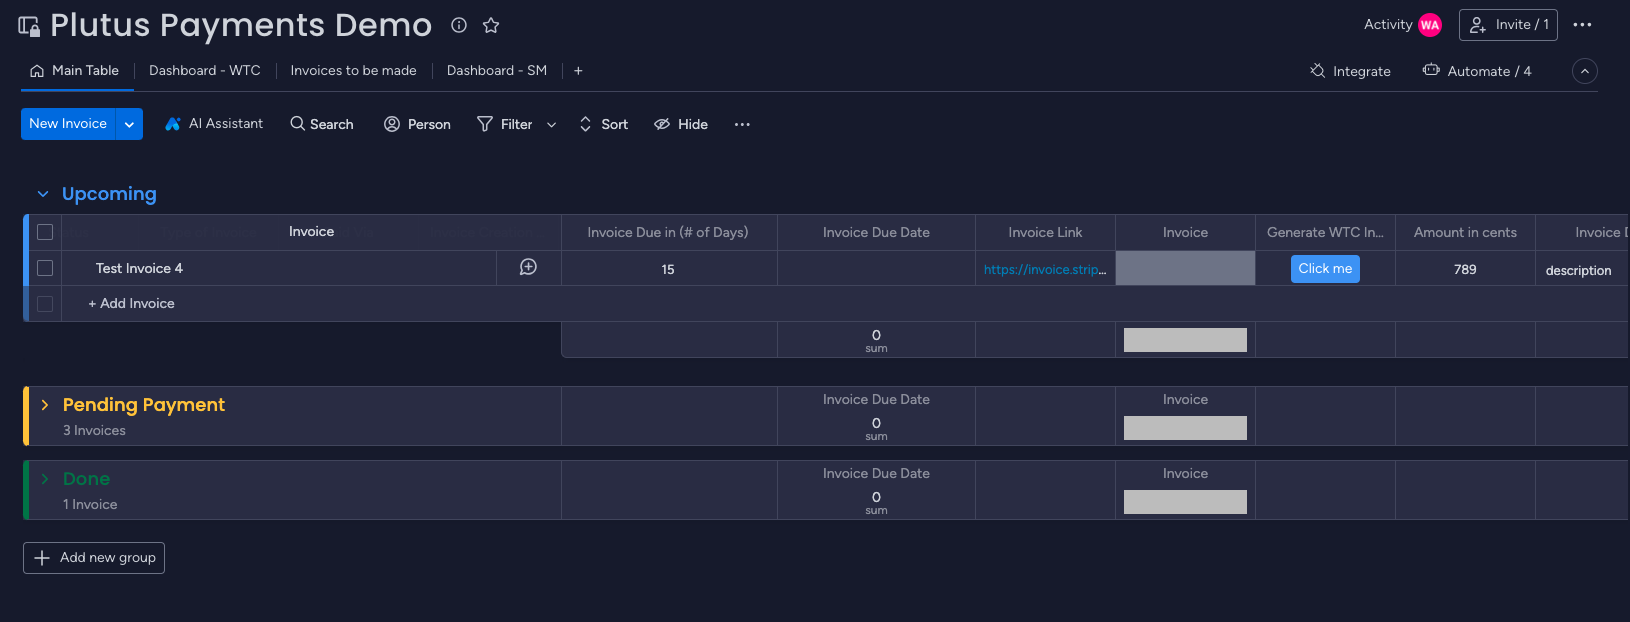 Plutus Payments Demo
Activity WA Invite / 1
Main Table Dashboard - WTC Invoices to be made Dashboard - SM +
Integrate Automate / 4
New Invoice AI Assistant Search Person Filter Sort Hide
Upcoming
Invoice Invoice Due in (# of Days) Invoice Due Date Invoice Link Invoice Generate WTC In... Amount in cents Invoice D
Test Invoice 4 15 https://invoice.strip... Click me 789 description
+ Add Invoice
0
sum
Pending Payment
3 Invoices
Invoice Due Date Invoice
0
sum
Done
1 Invoice
Invoice Due Date Invoice
0
sum
+ Add new group